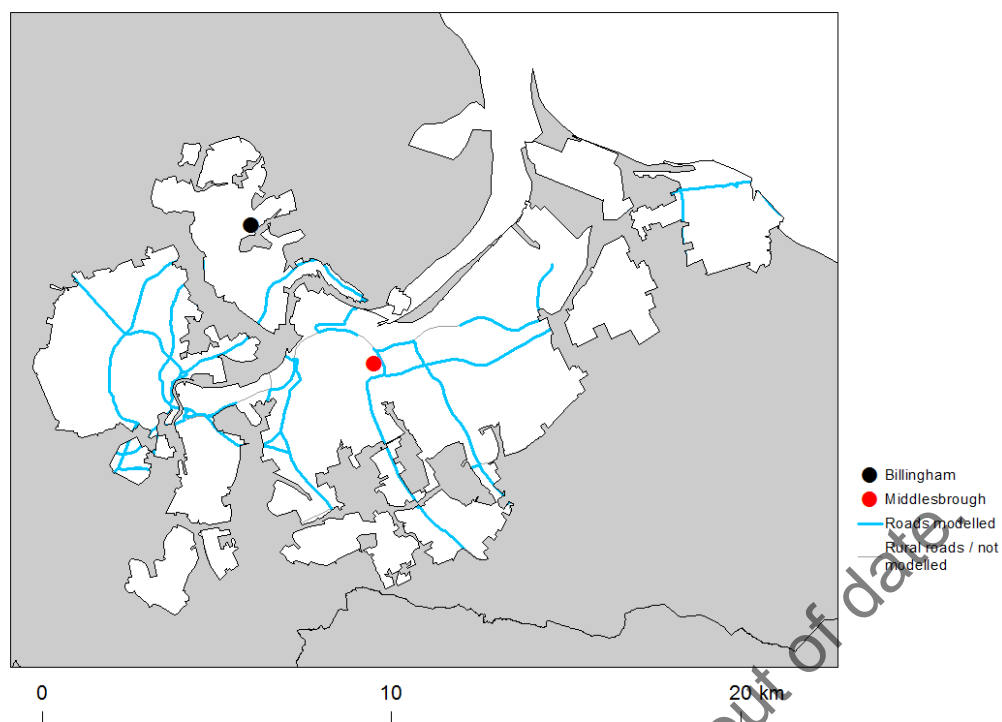 Billingham
Middlesbrough
Roads modelled
Rural roads / not
modelled
0
10
20 km
out of date.